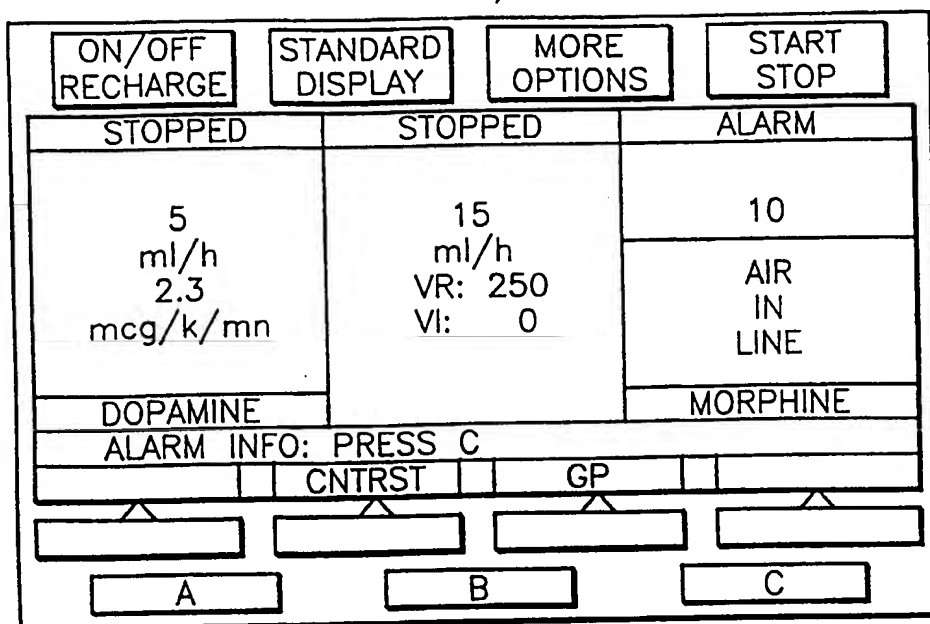 ON/OFF
RECHARGE
STANDARD
DISPLAY
MORE
OPTIONS
START
STOP
STOPPED
STOPPED
ALARM
5
ml/h
2.3
mcg/k/mn
DOPAMINE
15
ml/h
VR: 250
VI: 0
10
AIR
IN
LINE
MORPHINE
ALARM INFO: PRESS C
CNTRST
GP
A
B
C